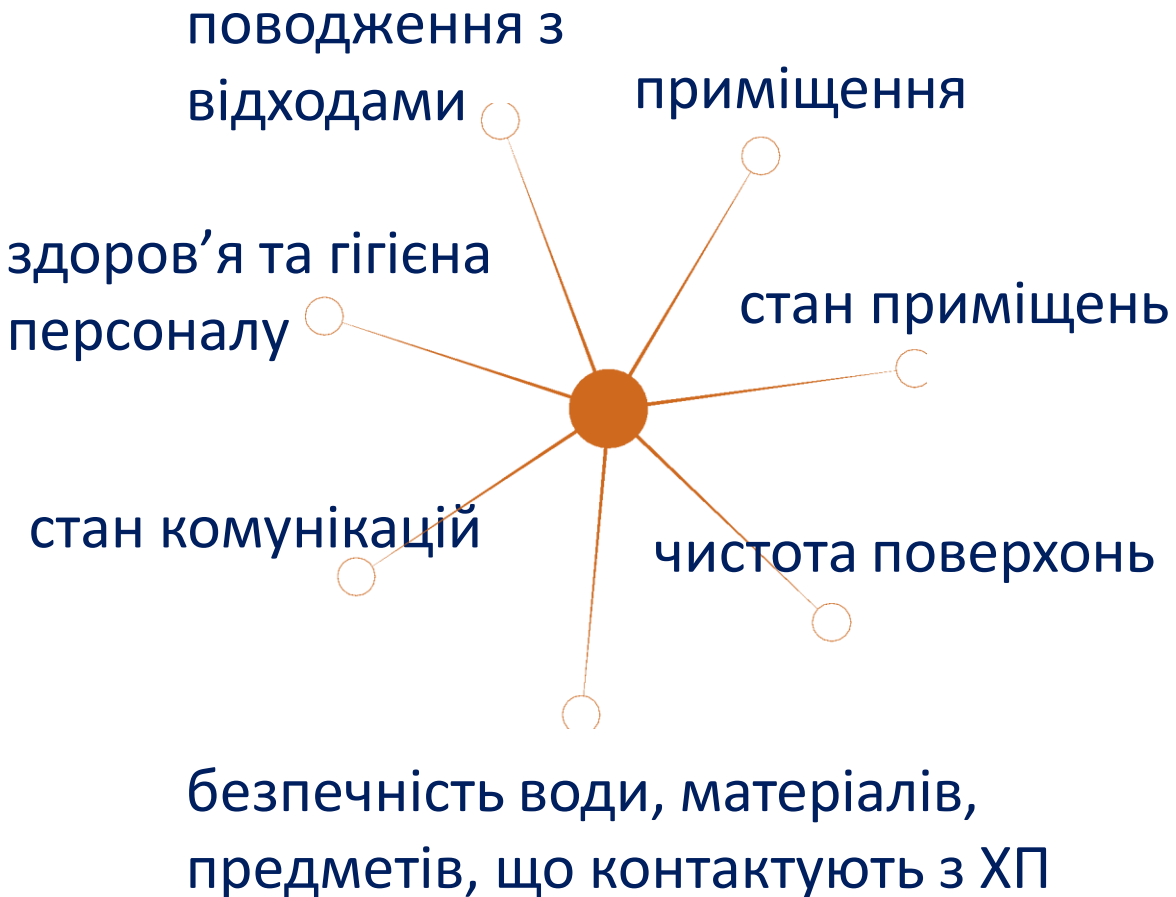 поводження з
відходами
приміщення
здоров’я та гігієна
персоналу
стан приміщень
стан комунікацій
чистота поверхонь
безпечність води, матеріалів,
предметів, що контактують з ХП